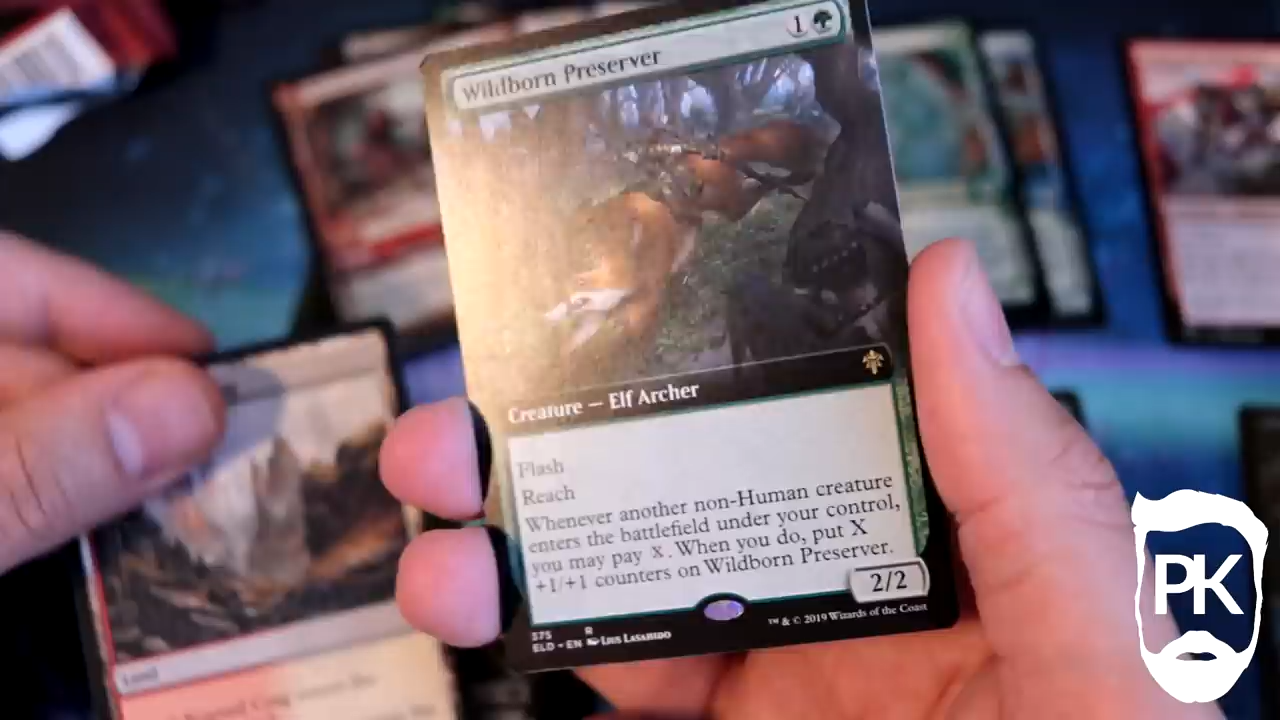 Wildborn Preserver
1
Creature — Elf Archer
Flash
Reach
Whenever another non-Human creature
enters the battlefield under your control,
you may pay X. When you do, put X
+1/+1 counters on Wildborn Preserver.
2/2
375 R
ELD • EN Lius Lasahido
™ & © 2019 Wizards of the Coast
Land
PK